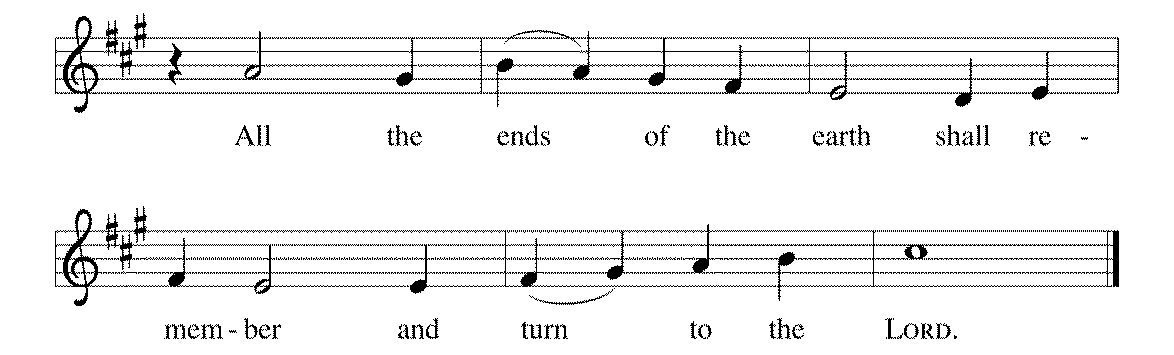 All the ends of the earth shall re -
mem - ber and turn to the LORD.